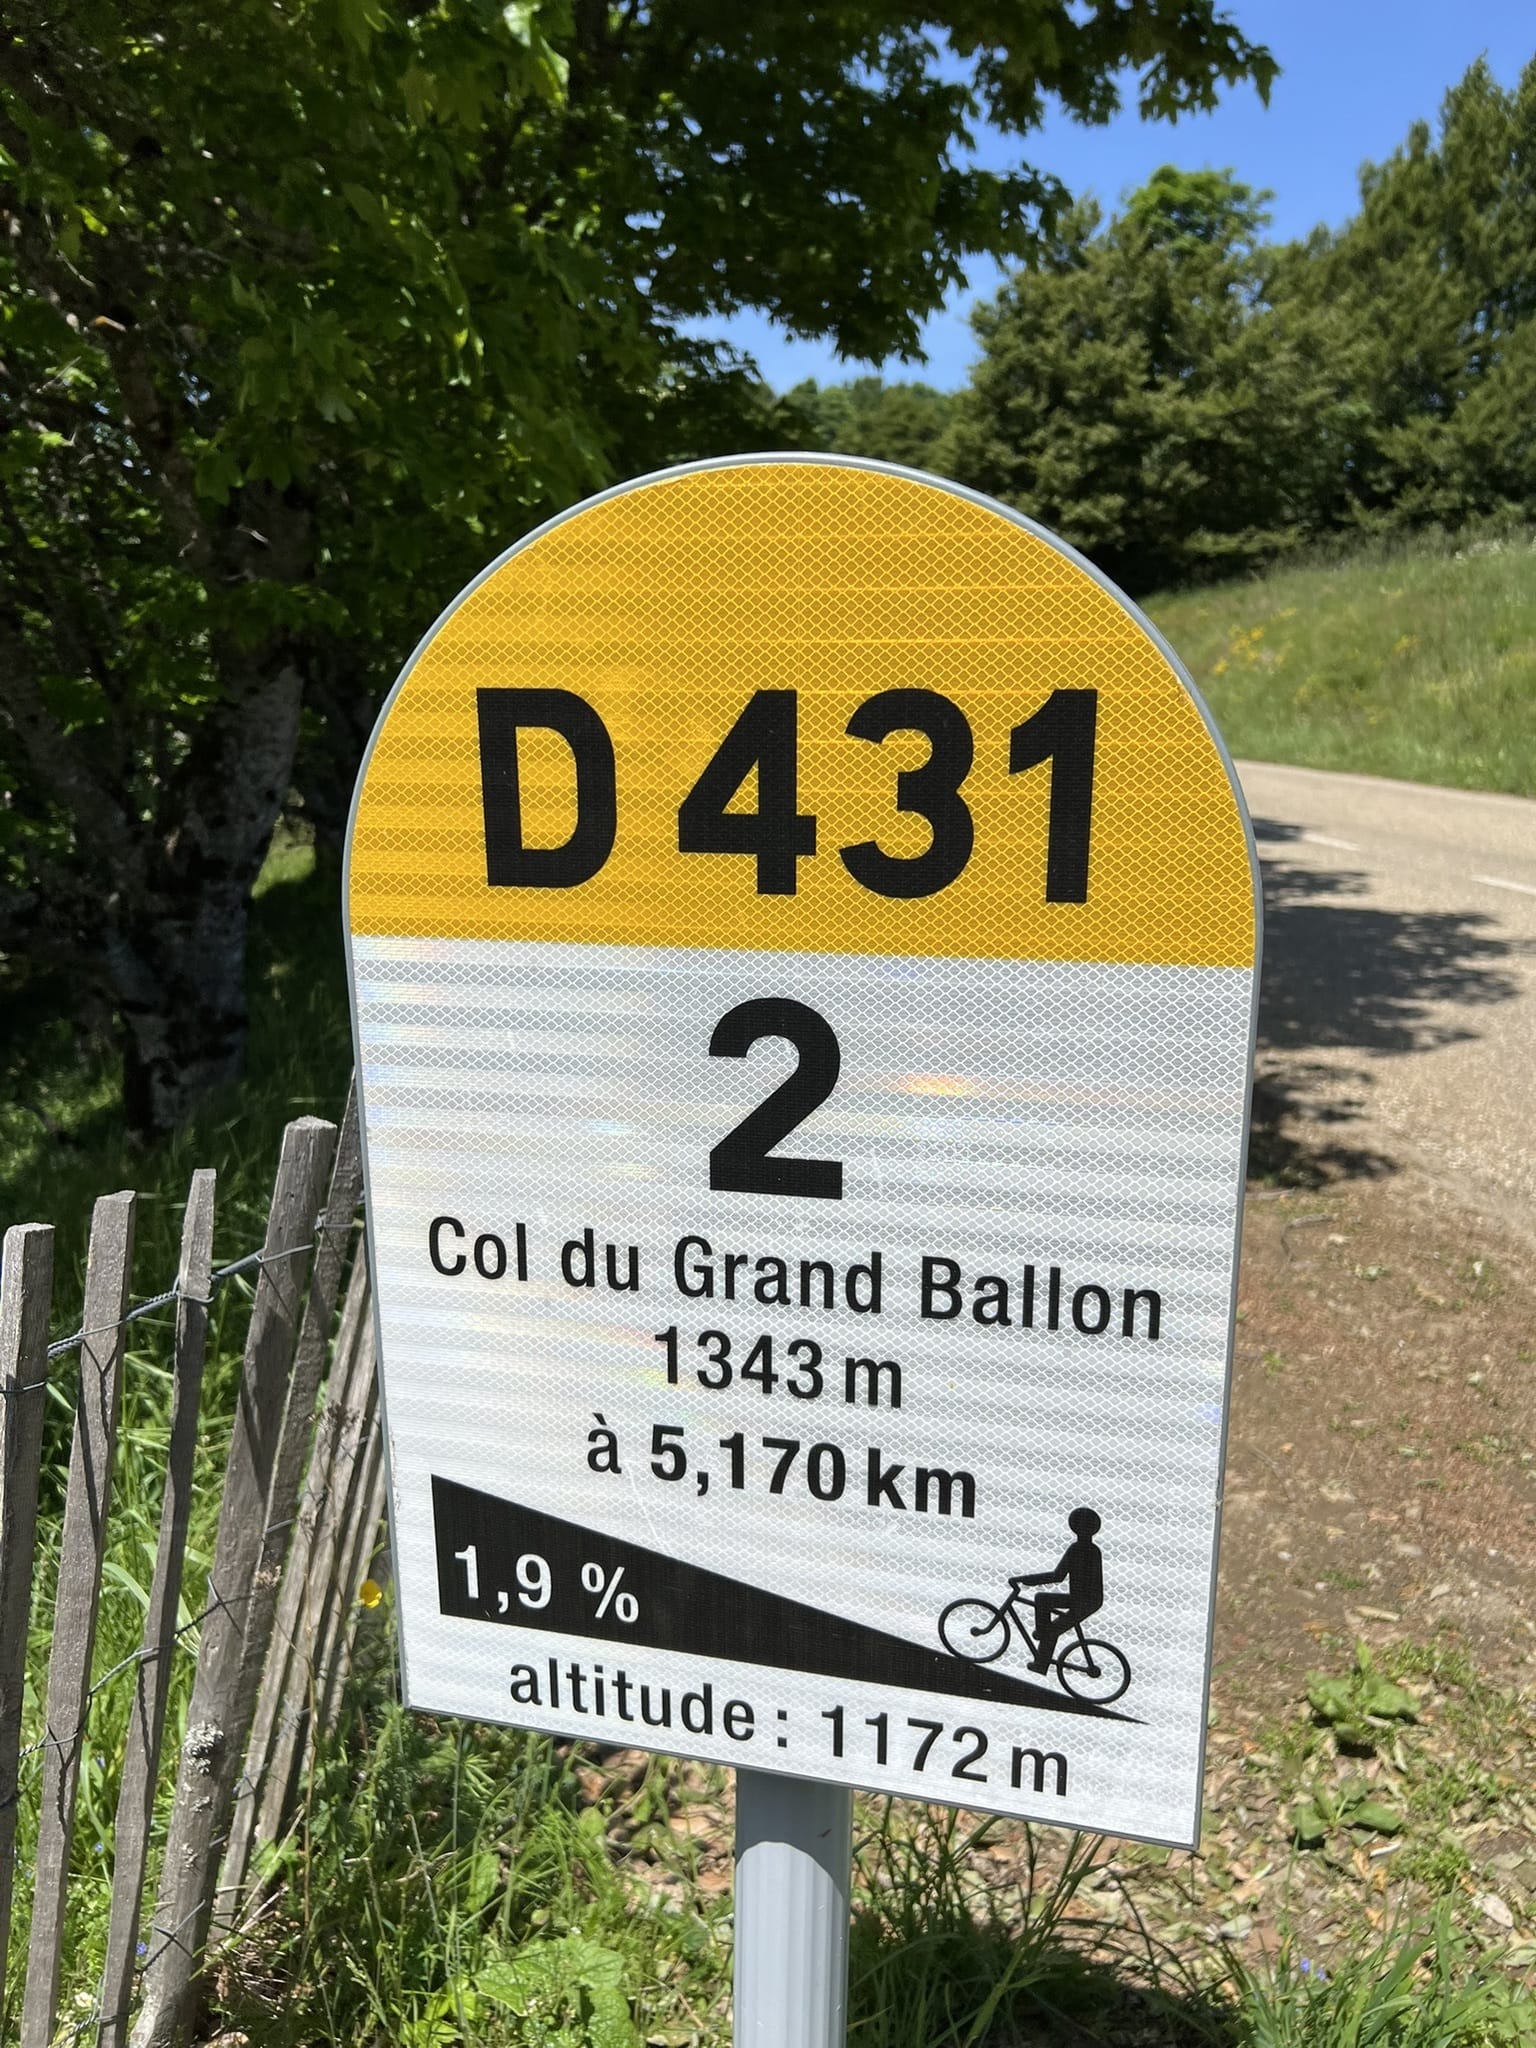 D 431
2
Col du Grand Ballon
1343 m
à 5,170 km
1,9 %
altitude : 1172 m